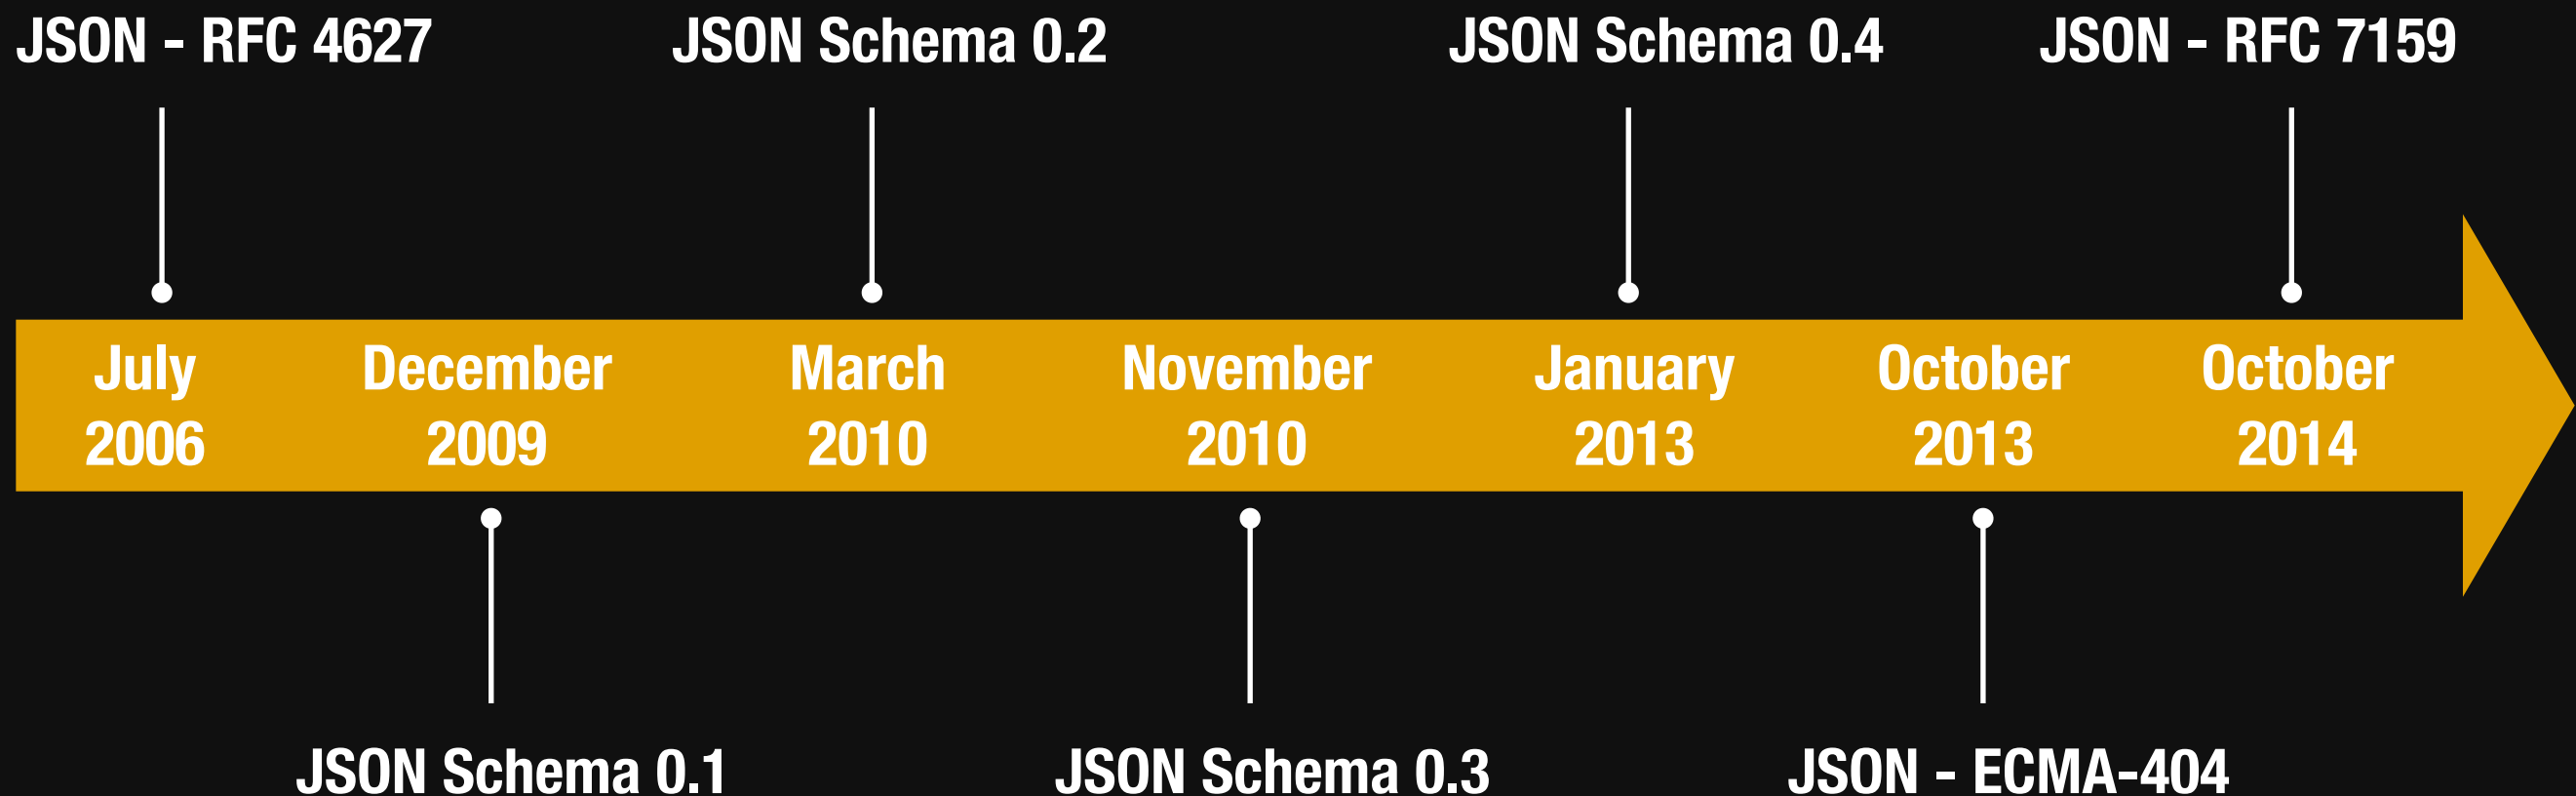 JSON - RFC 4627
JSON Schema 0.2
JSON Schema 0.4
JSON - RFC 7159
July
2006
December
2009
March
2010
November
2010
January
2013
October
2013
October
2014
JSON Schema 0.1
JSON Schema 0.3
JSON - ECMA-404